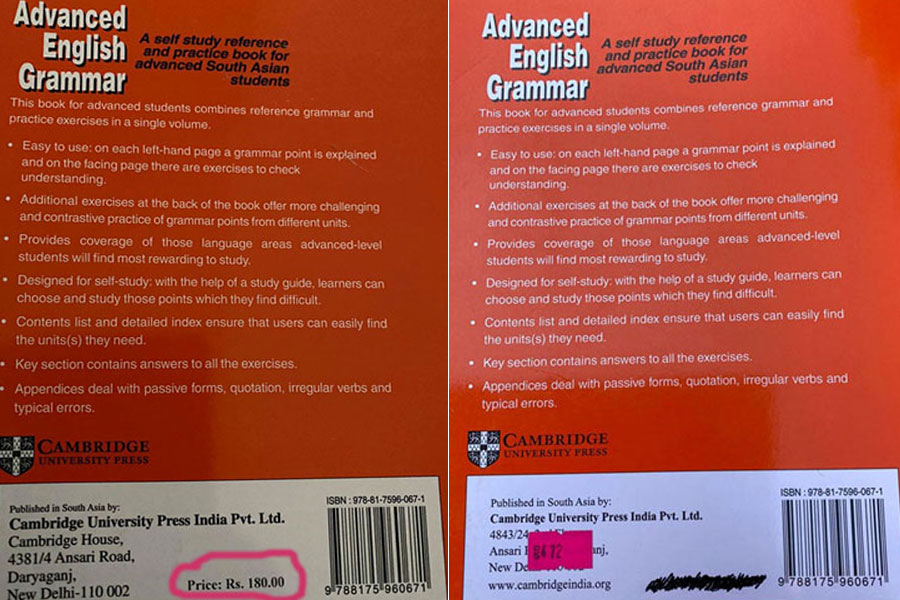 Advanced
English
Grammar
A self study reference
and practice book for
advanced South Asian
students
This book for advanced students combines reference grammar and
practice exercises in a single volume.
• Easy to use: on each left-hand page a grammar point is explained
and on the facing page there are exercises to check
understanding.
• Additional exercises at the back of the book offer more challenging
and contrastive practice of grammar points from different units.
• Provides coverage of those language areas advanced-level
students will find most rewarding to study.
• Designed for self-study: with the help of a study guide, learners can
choose and study those points which they find difficult.
• Contents list and detailed index ensure that users can easily find
the units(s) they need.
• Key section contains answers to all the exercises.
• Appendices deal with passive forms, quotation, irregular verbs and
typical errors.
CAMBRIDGE
UNIVERSITY PRESS
Published in South Asia by:
Cambridge University Press India Pvt. Ltd.
Cambridge House,
4381/4 Ansari Road,
Daryaganj,
New Delhi-110 002
Price: Rs. 180.00
ISBN : 978-81-7596-067-1
9 788175 960671
Advanced
English
Grammar
A self study reference
and practice book for
advanced South Asian
students
This book for advanced students combines reference grammar and
practice exercises in a single volume.
• Easy to use: on each left-hand page a grammar point is explained
and on the facing page there are exercises to check
understanding.
• Additional exercises at the back of the book offer more challenging
and contrastive practice of grammar points from different units.
• Provides coverage of those language areas advanced-level
students will find most rewarding to study.
• Designed for self-study: with the help of a study guide, learners can
choose and study those points which they find difficult.
• Contents list and detailed index ensure that users can easily find
the units(s) they need.
• Key section contains answers to all the exercises.
• Appendices deal with passive forms, quotation, irregular verbs and
typical errors.
CAMBRIDGE
UNIVERSITY PRESS
Published in South Asia by:
Cambridge University Press India Pvt. Ltd.
4843/24
Ansari
New
www.cambridgeindia.org
ISBN : 978-81-7596-067-1
9 788175 960671